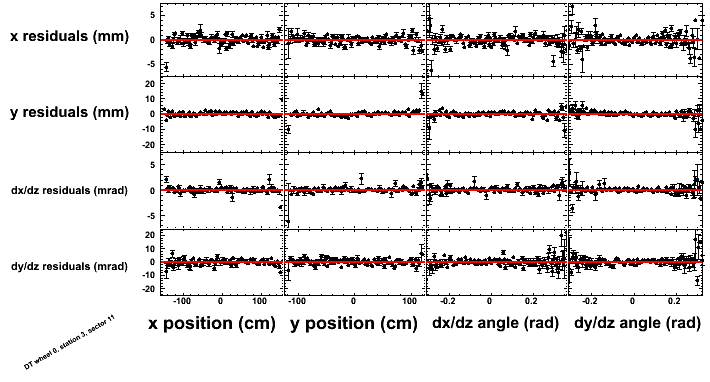 x residuals (mm)
5
0
-5
y residuals (mm)
20
10
0
-10
-20
dx/dz residuals (mrad)
5
0
-5
dy/dz residuals (mrad)
20
10
0
-10
-20
-100 0 100 -100 0 100 -0.2 0 0.2 -0.2 0 0.2
x position (cm) y position (cm) dx/dz angle (rad) dy/dz angle (rad)
DT wheel 0, station 3, sector 11